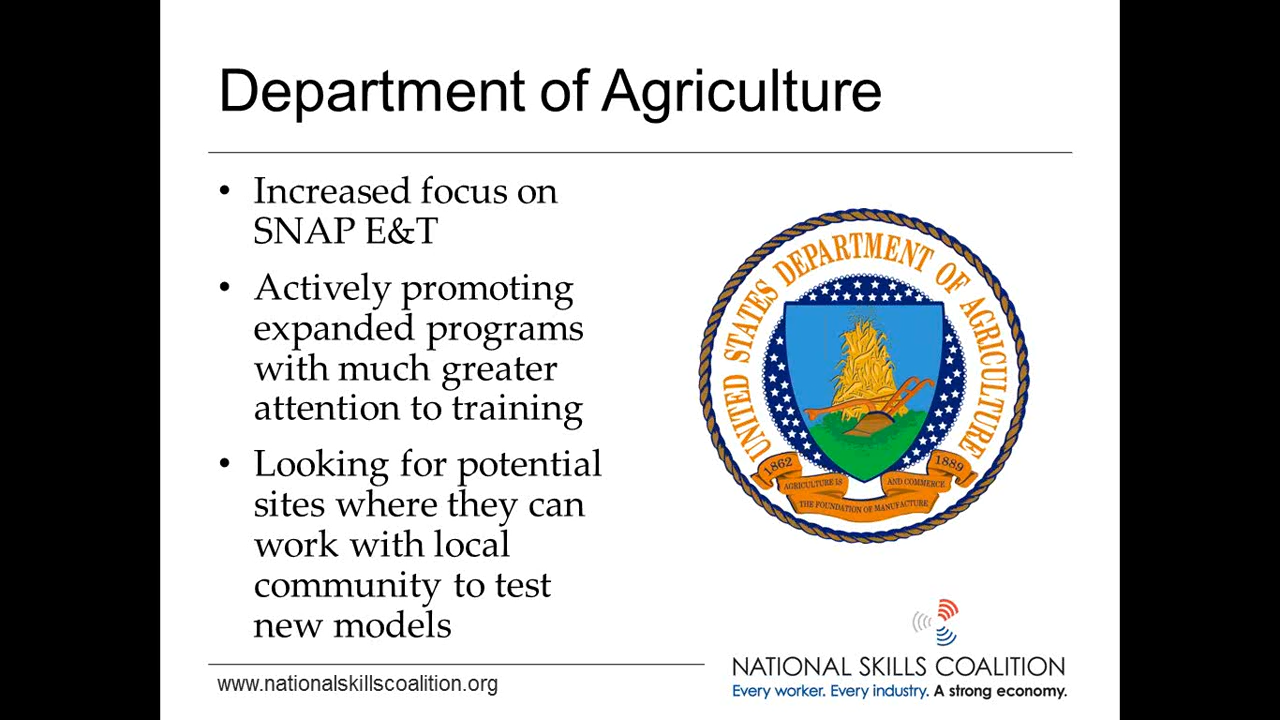 Department of Agriculture
• Increased focus on
SNAP E&T
• Actively promoting
expanded programs
with much greater
attention to training
• Looking for potential
sites where they can
work with local
community to test
new models
UNITED STATES DEPARTMENT OF AGRICULTURE
1862
1889
AGRICULTURE IS
AND COMMERCE
THE FOUNDATION OF MANUFACTURE
www.nationalskillscoalition.org
NATIONAL SKILLS COALITION
Every worker. Every industry. A strong economy.